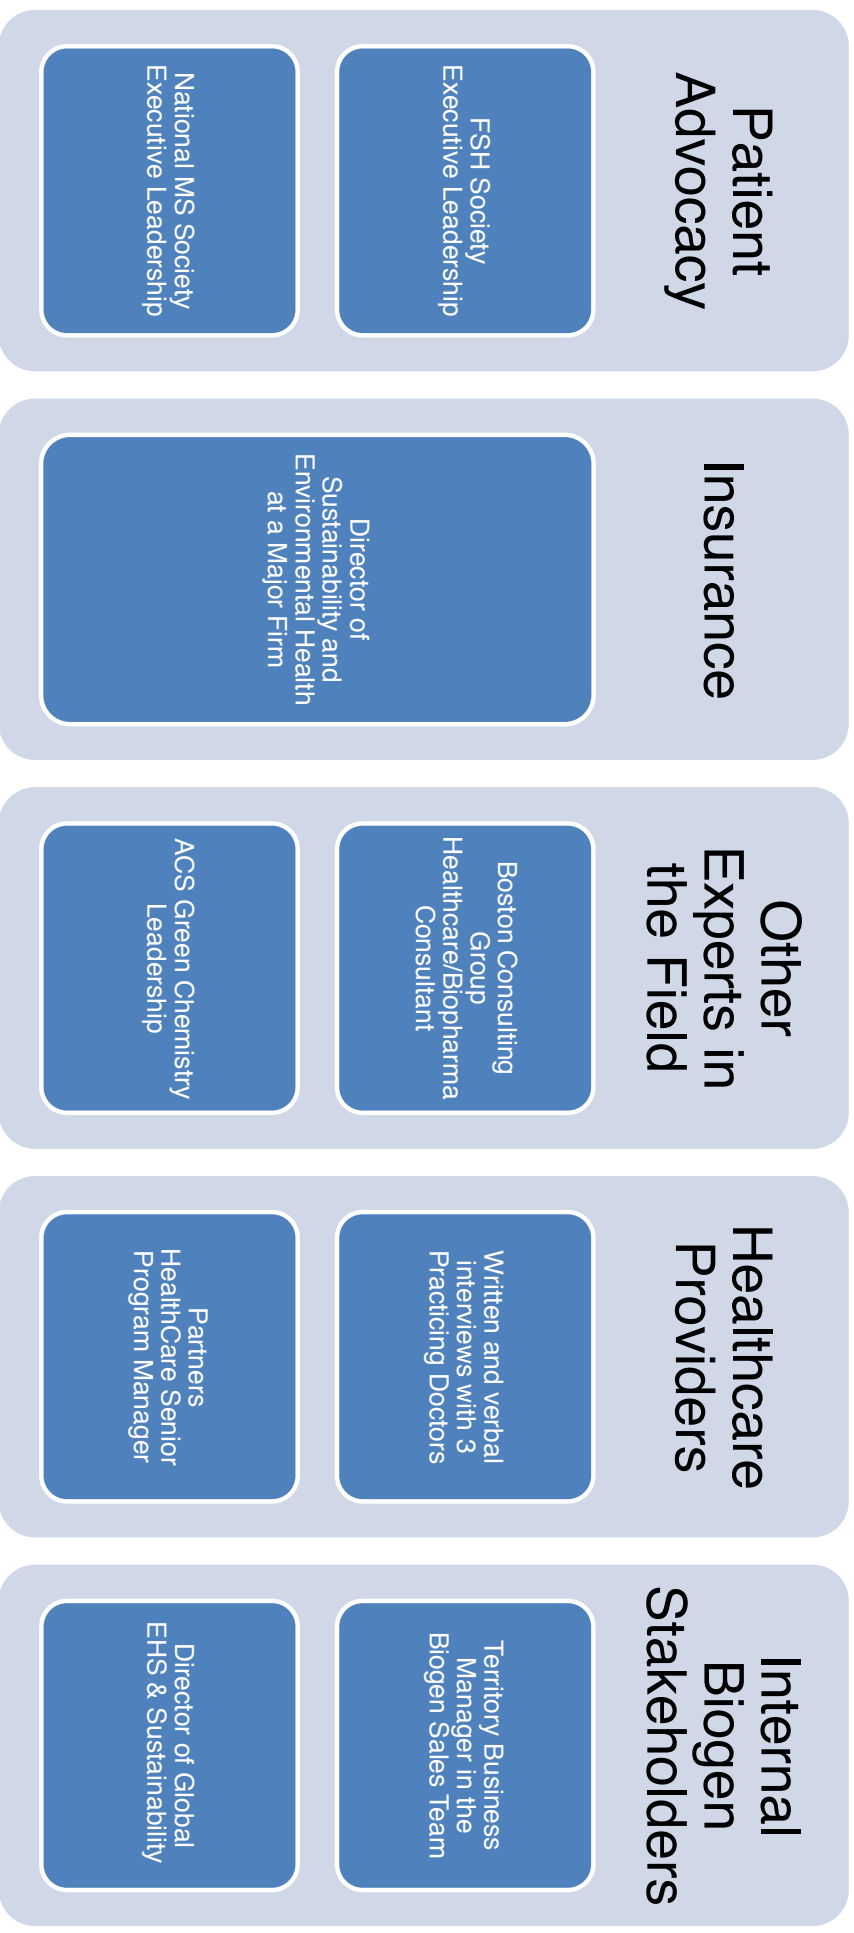 Patient
Advocacy
FSH Society
Executive Leadership
National MS Society
Executive Leadership
Insurance
Director of
Sustainability and
Environmental Health
at a Major Firm
Other
Experts in
the Field
Boston Consulting
Group
Healthcare/Biopharma
Consultant
ACS Green Chemistry
Leadership
Healthcare
Providers
Written and verbal
interviews with 3
Practicing Doctors
Partners
HealthCare Senior
Program Manager
Internal
Biogen
Stakeholders
Territory Business
Manager in the
Biogen Sales Team
Director of Global
EHS & Sustainability